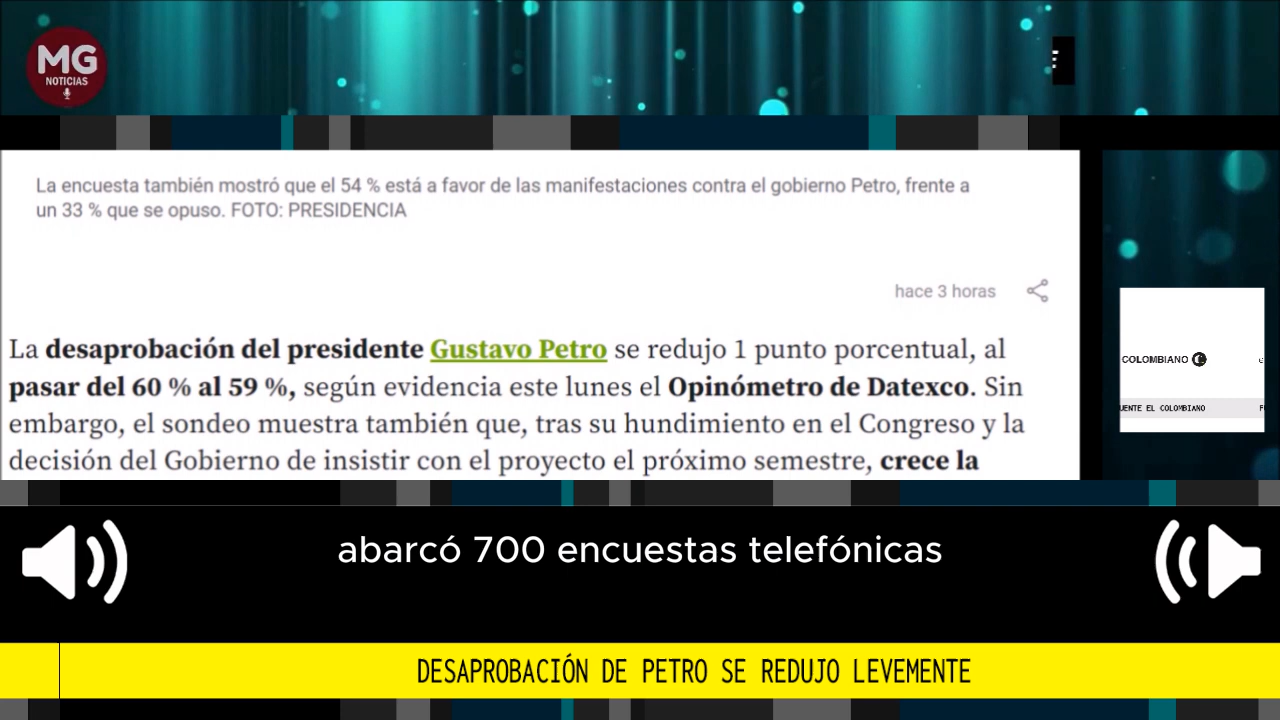 MG
NOTICIAS
La encuesta también mostró que el 54 % está a favor de las manifestaciones contra el gobierno Petro, frente a
un 33 % que se opuso. FOTO: PRESIDENCIA
hace 3 horas
La desaprobación del presidente Gustavo Petro se redujo 1 punto porcentual, al
pasar del 60 % al 59 %, según evidencia este lunes el Opinómetro de Datexco. Sin
embargo, el sondeo muestra también que, tras su hundimiento en el Congreso y la
decisión del Gobierno de insistir con el proyecto el próximo semestre, crece la
COLOMBIANO
UENTE EL COLOMBIANO
abarcó 700 encuestas telefónicas
DESAPROBACIÓN DE PETRO SE REDUJO LEVEMENTE